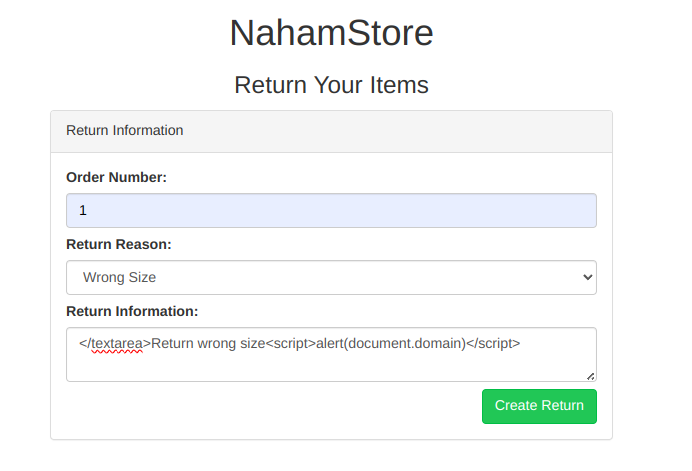 NahamStore
Return Your Items
Return Information
Order Number:
1
Return Reason:
Wrong Size
Return Information:
</textarea>Return wrong size<script>alert(document.domain)</script>
Create Return